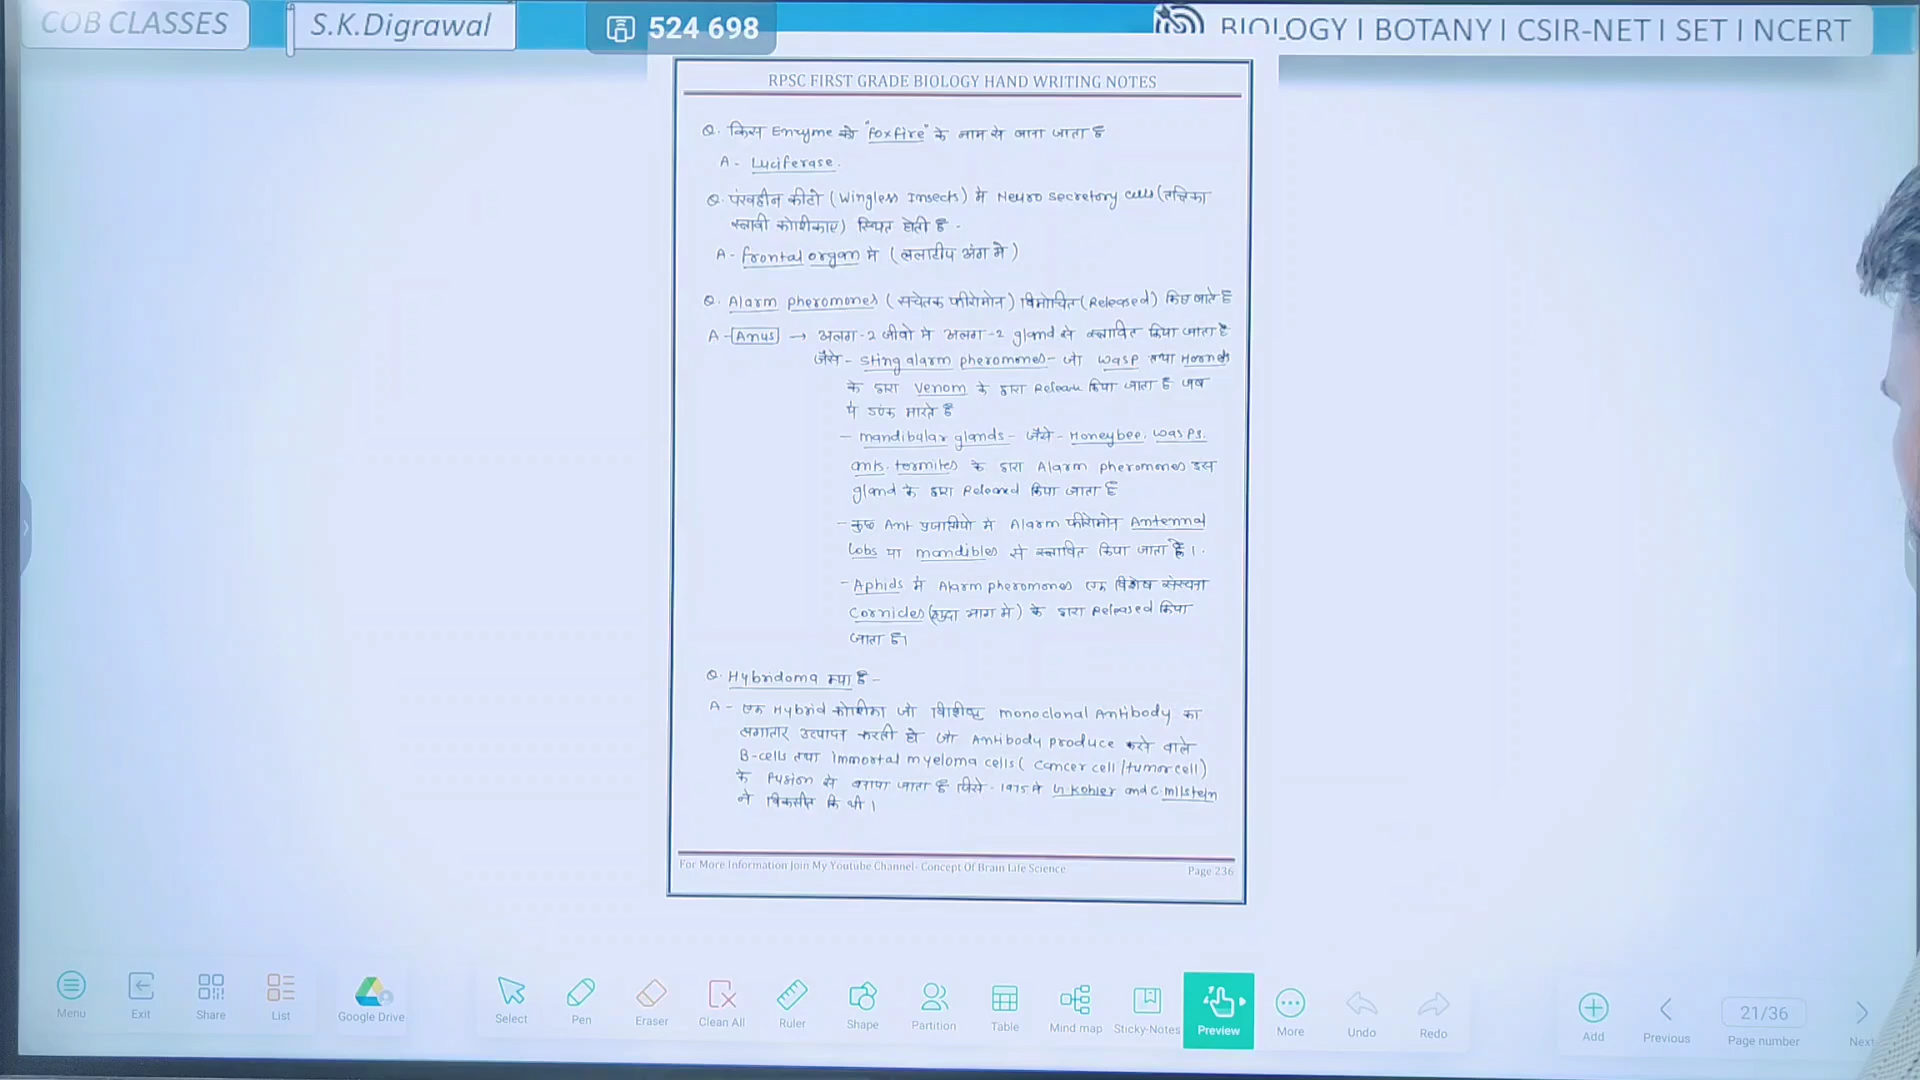 COB CLASSES
S.K.Digrawal
524 698
BIOLOGY I BOTANY I CSIR-NET I SET I NCERT
RPSC FIRST GRADE BIOLOGY HAND WRITING NOTES
Q. किस Enzyme को "foxfire" के नाम से जाना जाता है
A - Luciferase.
Q. पंखहीन कीटो (Wingless Insects) मे Neuro secretory cells (तंत्रिका
स्त्रावी कोशीकाए) स्थित होती है -
A - frontal organ मे (ललाटीय अंग मे)
Q. Alarm pheromones (सचेतक फीरोमोन) विमोचित (Released) किए जाते है
A - Anus → अलग-2 जीवो मे अलग-2 gland से स्त्रावित किया जाता है
जैसे - Sting alarm pheromones - जो wasp तथा Hornets
के द्वारा Venom के द्वारा Release किया जाता है जब
ये डंक मारते है
- mandibular glands - जैसे - Honeybee, wasps,
ants, termites के द्वारा Alarm pheromones इस
gland के द्वारा Released किया जाता है
- कुछ Ant प्रजातियो मे Alarm फीरोमोन Antennal
lobs या mandibles से स्त्रावित किया जाता है।
- Aphids मे Alarm pheromones एक विशेष संरचना
Cornicles ( भाग मे) के द्वारा Released किया
जाता है।
Q. Hybridoma क्या है -
A - एक Hybrid कोशीका जो विशिष्ट monoclonal Antibody का
लगातार उत्पादन करती हो जो Antibody produce करने वाले
B-cells तथा immortal myeloma cells ( Cancer cell / tumor cell)
के fusion से बनाया जाता है जिसे - 1975 मे G. Kohler and C. milstein
ने विकसीत कि थी।
For More Information Join My Youtube Channel- Concept Of Brain Life Science
Page 236
Menu
Exit
Share
List
Google Drive
Select
Pen
Eraser
Clean All
Ruler
Shape
Partition
Table
Mind map
Sticky-Notes
Preview
More
Undo
Redo
Add
Previous
21/36
Page number
Next